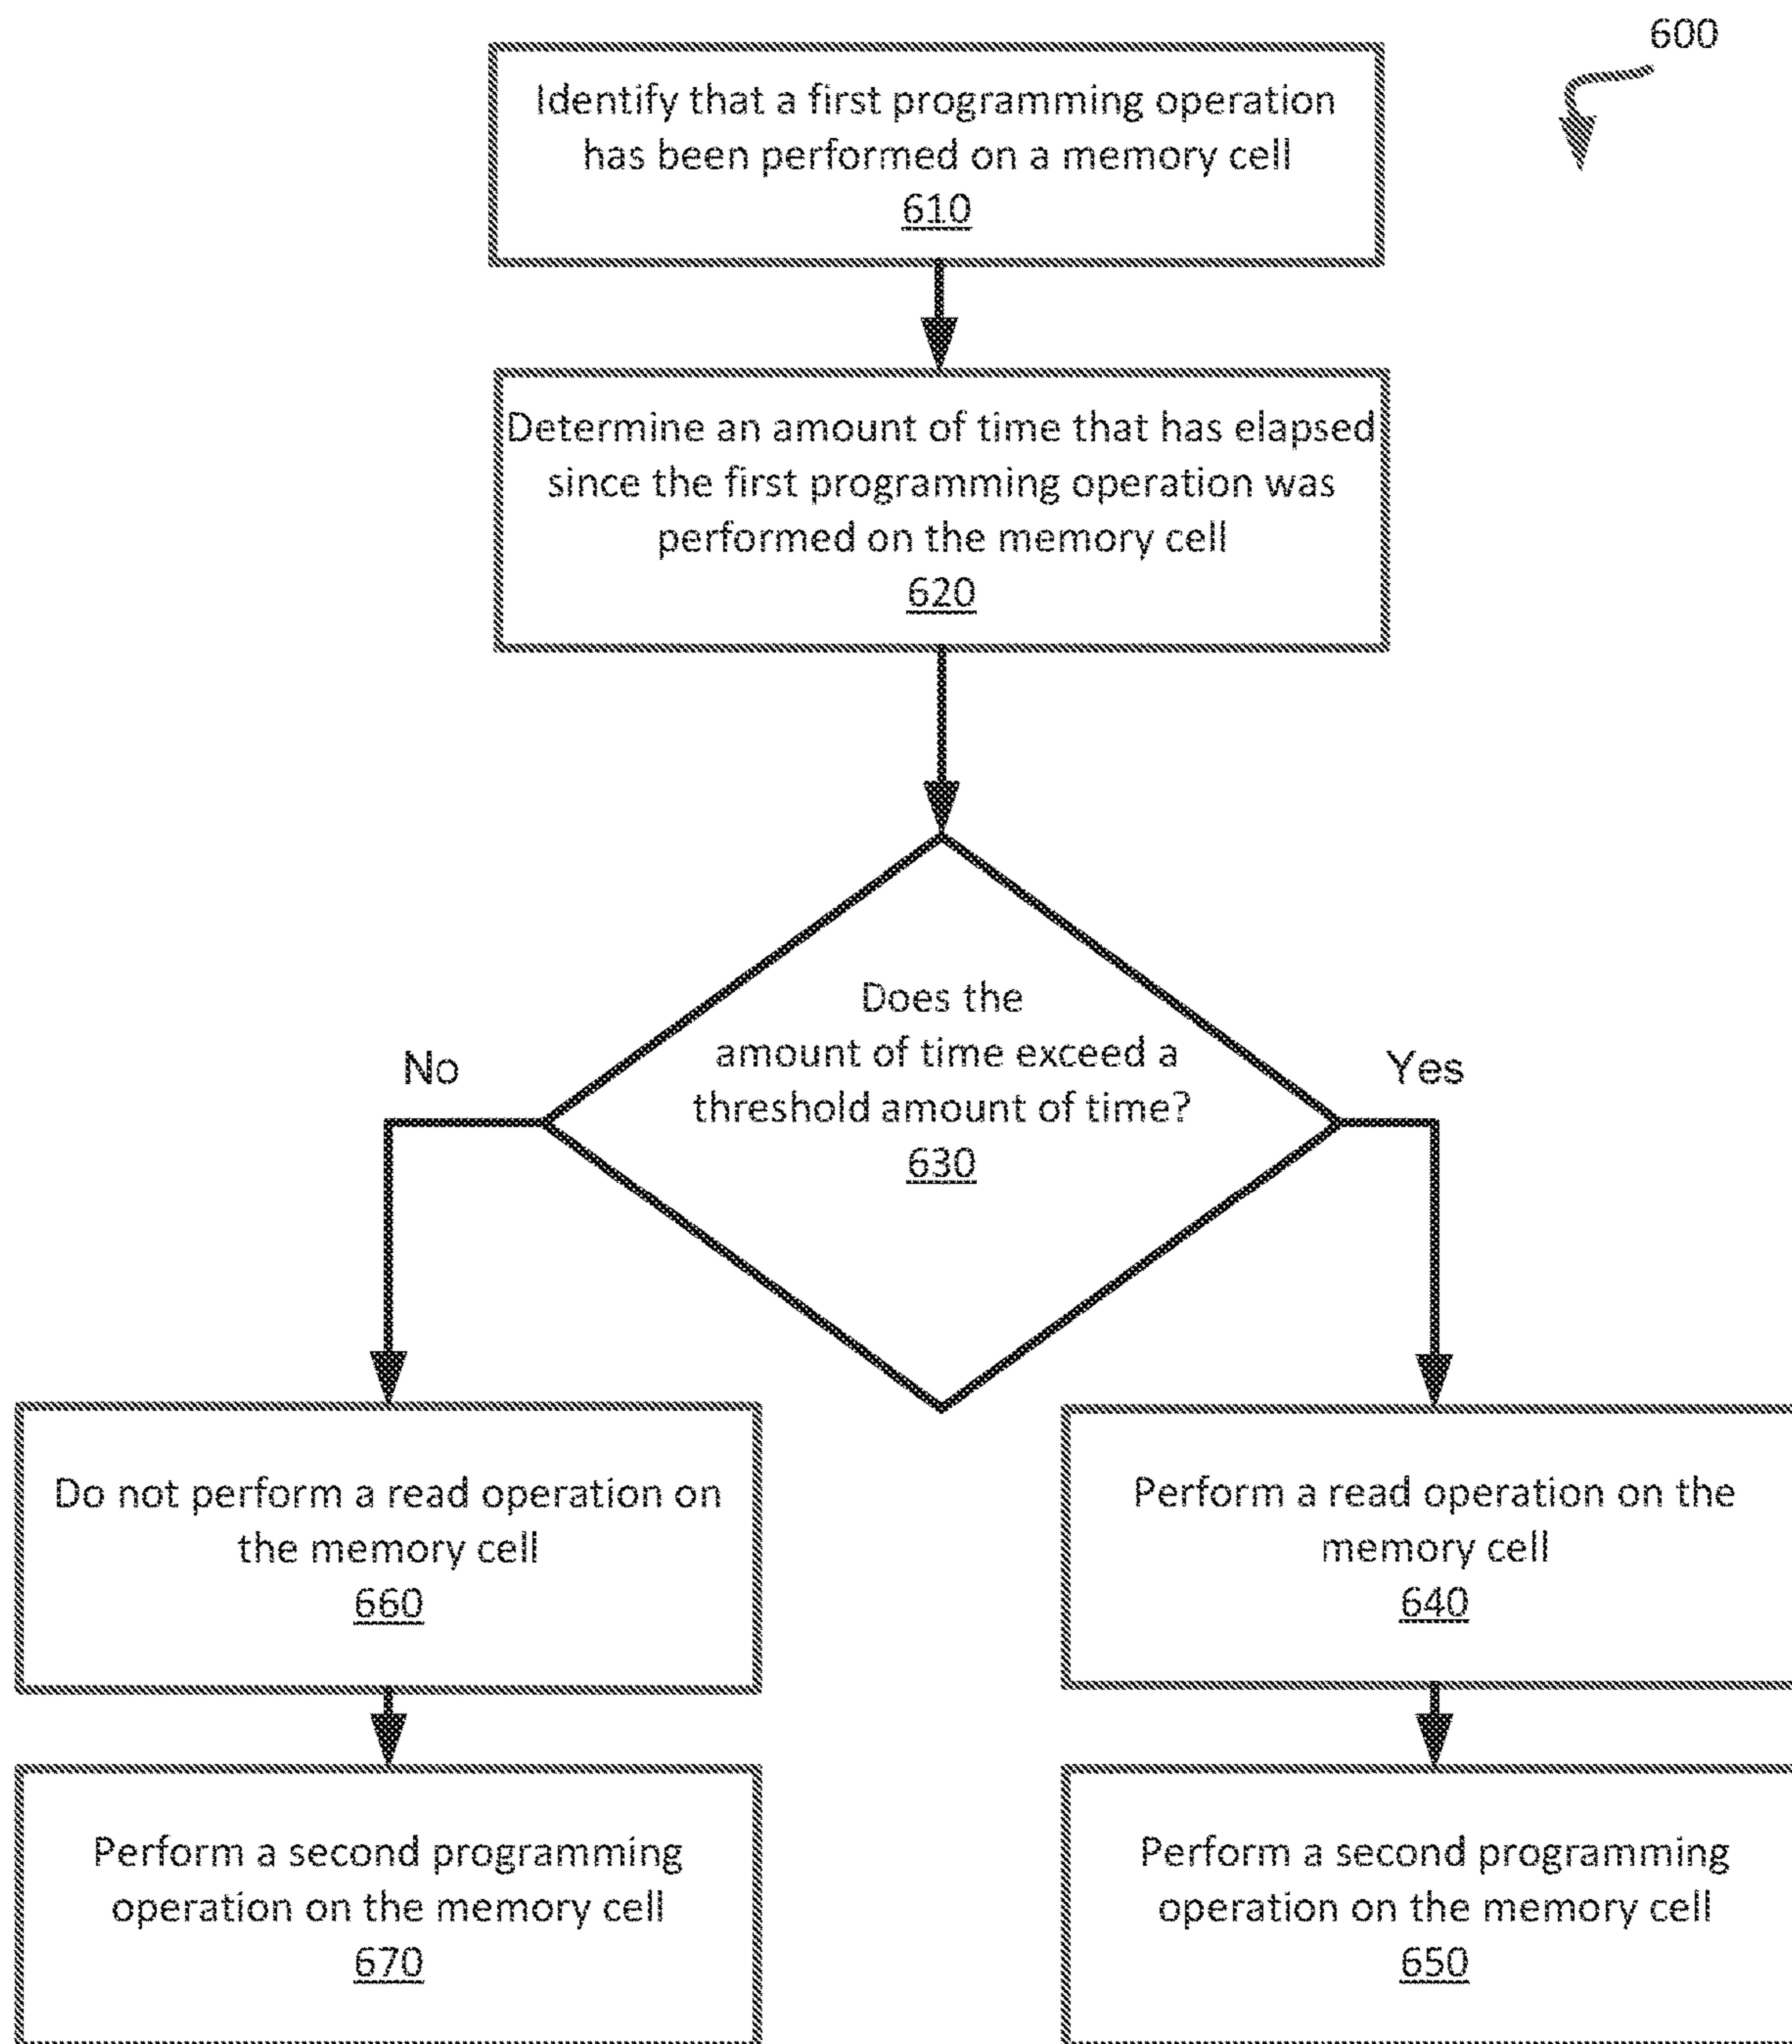 600
Identify that a first programming operation
has been performed on a memory cell
610
Determine an amount of time that has elapsed
since the first programming operation was
performed on the memory cell
620
Does the
amount of time exceed a
threshold amount of time?
630
No
Yes
Do not perform a read operation on
the memory cell
660
Perform a read operation on the
memory cell
640
Perform a second programming
operation on the memory cell
670
Perform a second programming
operation on the memory cell
650